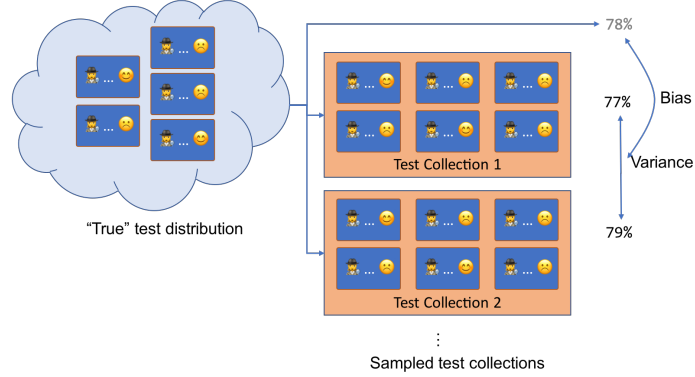 78%
77%
Bias
Test Collection 1
Variance
"True" test distribution
79%
Test Collection 2
Sampled test collections